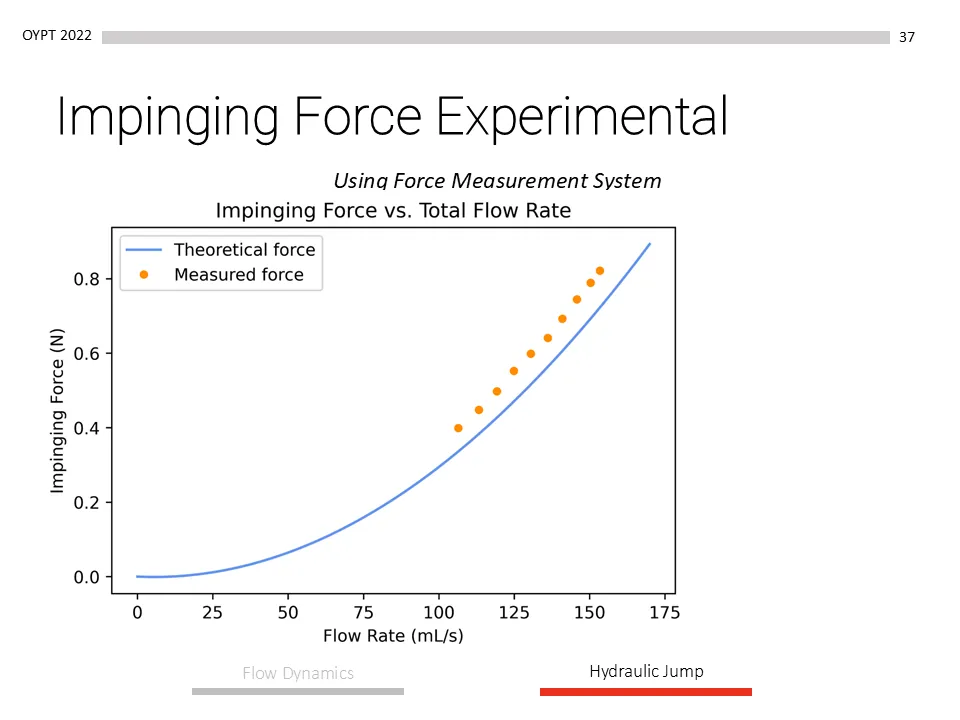 OYPT 2022
37
Impinging Force Experimental
Using Force Measurement System
Impinging Force vs. Total Flow Rate
Theoretical force
Measured force
Impinging Force (N)
0.8
0.6
0.4
0.2
0.0
0 25 50 75 100 125 150 175
Flow Rate (mL/s)
Flow Dynamics
Hydraulic Jump